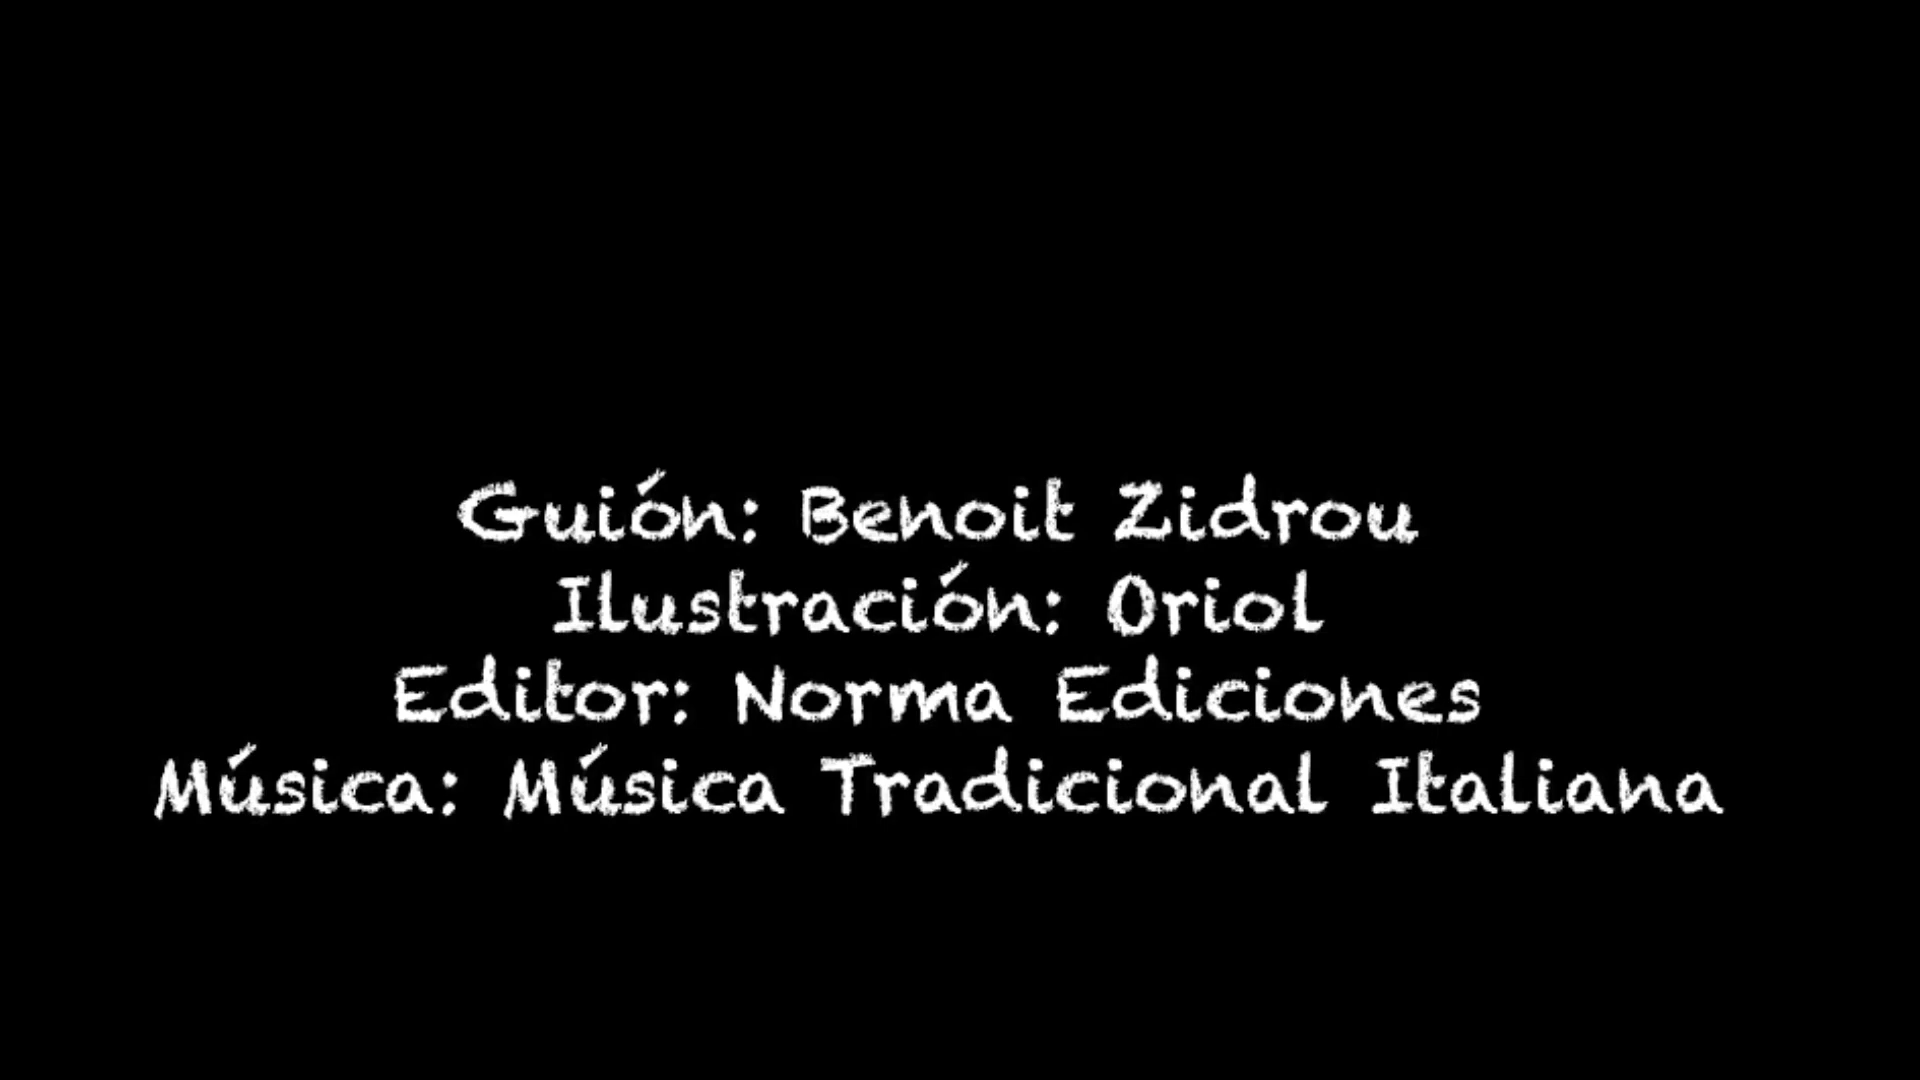 Guión: Benoit Zidrou
Ilustración: Oriol
Editor: Norma Ediciones
Música: Música Tradicional Italiana